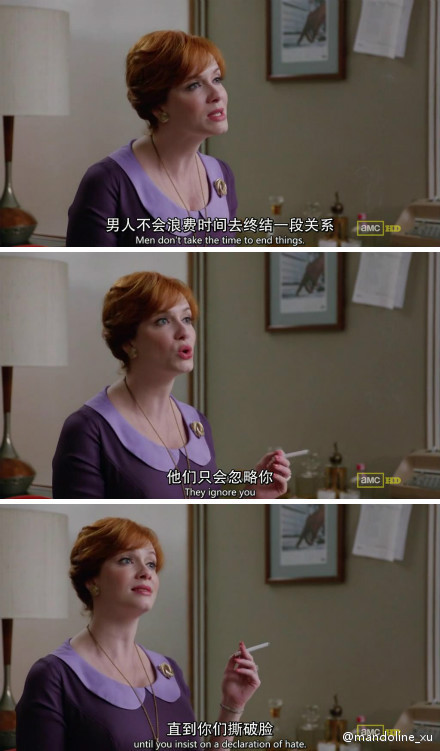 男人不会浪费时间去终结一段关系
Men don't take the time to end things.
amc HD
他们只会忽略你
They ignore you
amc HD
直到你们撕破脸
until you insist on a declaration of hate.
@mandoline_xu